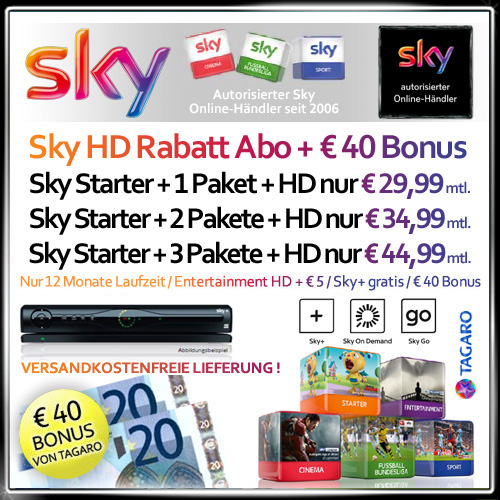 sky
CINEMA
FUSSBALL BUNDESLIGA
SPORT
Autorisierter Sky
Online-Händler seit 2006
sky
autorisierter
Online-Händler
Sky HD Rabatt Abo + € 40 Bonus
Sky Starter + 1 Paket + HD nur € 29,99 mtl.
Sky Starter + 2 Pakete + HD nur € 34,99 mtl.
Sky Starter + 3 Pakete + HD nur € 44,99 mtl.
Nur 12 Monate Laufzeit / Entertainment HD + € 5 / Sky+ gratis / € 40 Bonus
sky
Abbildungsbeispiel
VERSANDKOSTENFREIE LIEFERUNG !
+
go
Sky+
Sky On Demand
Sky Go
TAGARO
STARTER
ENTERTAINMENT
CINEMA
FUSSBALL
BUNDESLIGA
SPORT
€ 40
BONUS
VON TAGARO
20
20